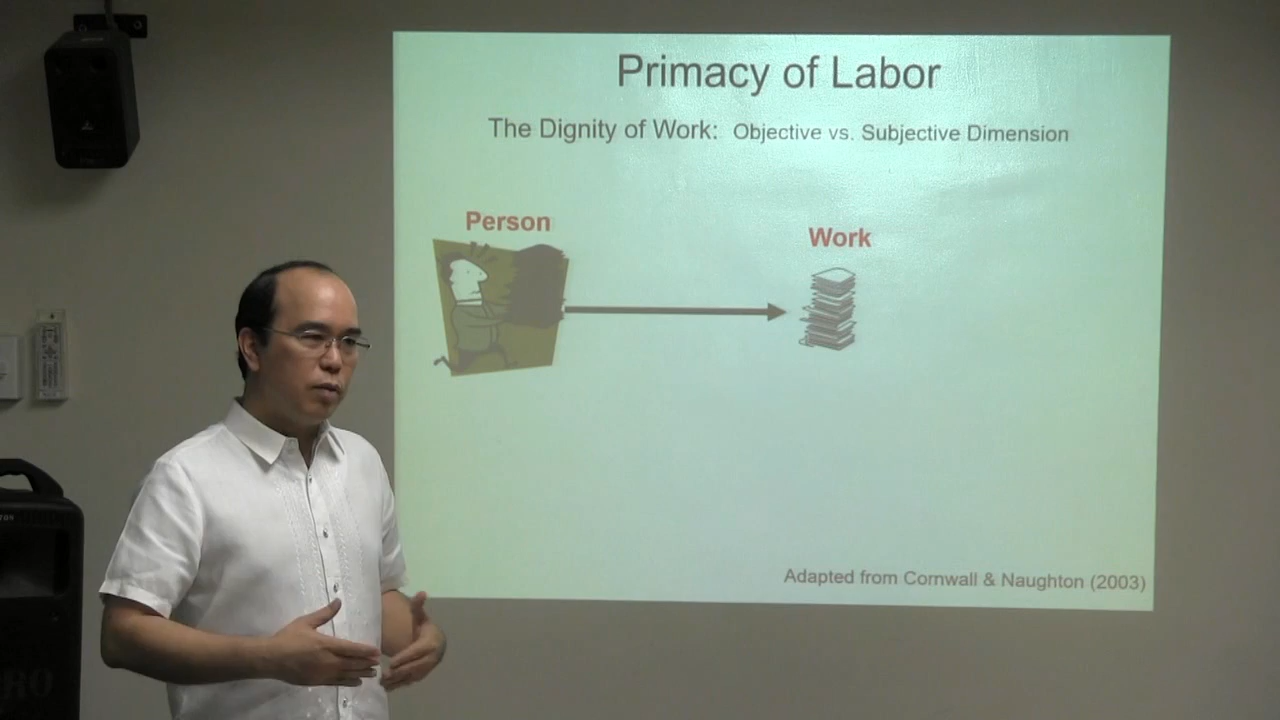 Primacy of Labor
The Dignity of Work: Objective vs. Subjective Dimension
Person
Work
Adapted from Cornwall & Naughton (2003)